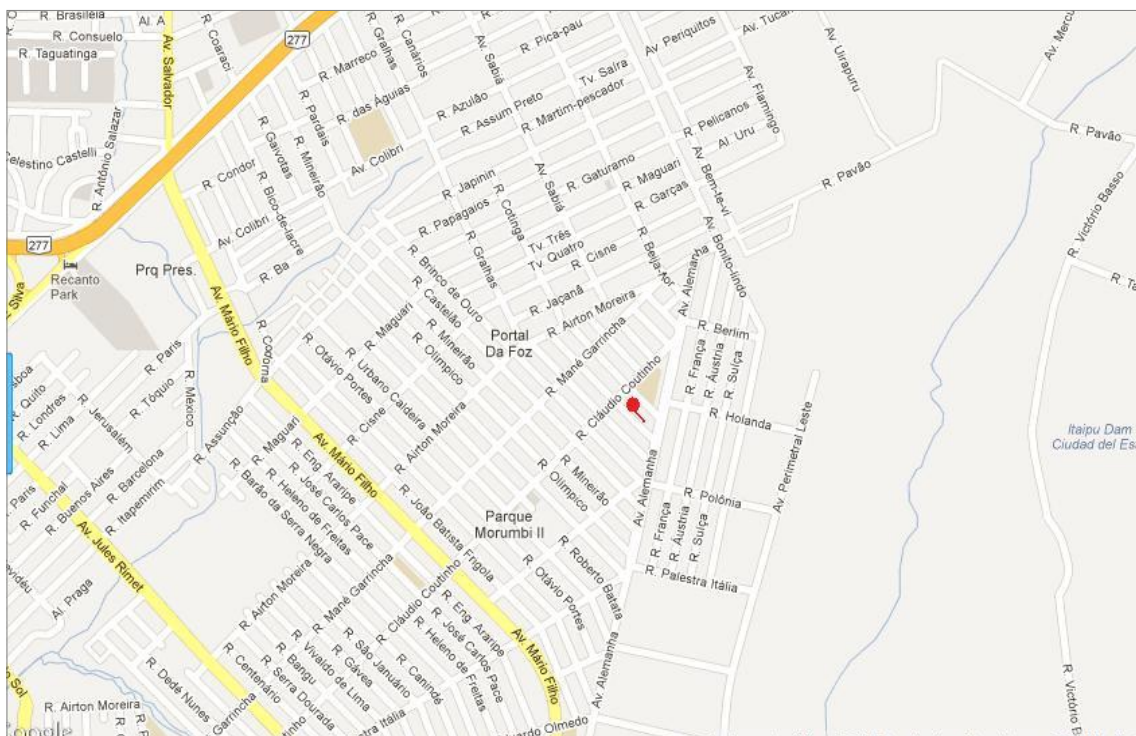 R. Brasiléia
Al. A
R. Consuelo
R. Taguatinga
Av. Salvador
R. Coaraci
277
R. Gralhas
R. Canários
Av. Sabiá
R. Pica-pau
Av. Periquitos
Av. Tucan
Av. Uirapuru
Av. Mercu
R. Marreco
R. das Águias
R. Pardais
R. Azulão
R. Assum Preto
Tv. Saíra
R. Martim-pescador
Av. Flamingo
R. Pelicanos
Al. Uru
R. Pavão
R. Antônio Salazar
Celestino Castelli
R. Gaivotas
R. Mineirão
Av. Colibri
R. Condor
R. Bico-de-lacre
R. Japinin
R. Gaturamo
R. Maguari
R. Garças
Av. Bem-te-vi
R. Pavão
R. Victório Basso
Av. Colibri
R. Papagaios
R. Cotinga
Av. Sabiá
Tv. Três
Tv. Quatro
R. Cisne
R. Beija-flor
Av. Bonito-lindo
277
Recanto
Park
Prq Pres.
R. Ba
R. Gralhas
R. Brinco de Ouro
R. Castelão
R. Jaçanã
R. Airton Moreira
Av. Alemanha
Silva
Av. Mário Filho
R. Codorna
R. Maguari
R. Mineirão
R. Olímpico
Portal
Da Foz
R. Mané Garrincha
R. Berlim
R. França
R. Áustria
R. Suíça
R. Paris
R. Tóquio
R. México
R. Otávio Portes
R. Urbano Caldeira
R. Cláudio Coutinho
R. Holanda
Av. Perimetral Leste
R. Quito
R. Londres
R. Lima
R. Jerusalém
R. Assunção
R. Maguari
R. Cisne
R. Airton Moreira
Itaipu Dam
Ciudad del Es
R. Barcelona
R. Buenos Aires
R. Itapemirim
R. Funchal
Paris
Av. Mário Filho
R. Eng. Araripe
R. José Carlos Pace
R. Heleno de Freitas
Barão da Serra Negra
R. Mineirão
R. Olímpico
Av. Alemanha
R. Polônia
R. França
R. Áustria
R. Suíça
Av. Jules Rimet
R. João Batista Frigola
Parque
Morumbi II
R. Roberto Batata
R. Otávio Portes
R. Palestra Itália
Al. Praga
R. Airton Moreira
R. Mané Garrincha
R. Cláudio Coutinho
R. Eng. Araripe
R. José Carlos Pace
R. Heleno de Freitas
Av. Mário Filho
Av. Alemanha
R. São Januário
R. Canindé
R. Gávea
R. Vivaldo de Lima
R. Bangu
R. Serra Dourada
R. Centenário
R. Dedé Nunes
R. Airton Moreira
Garrincha
Olmedo
R. Victório B